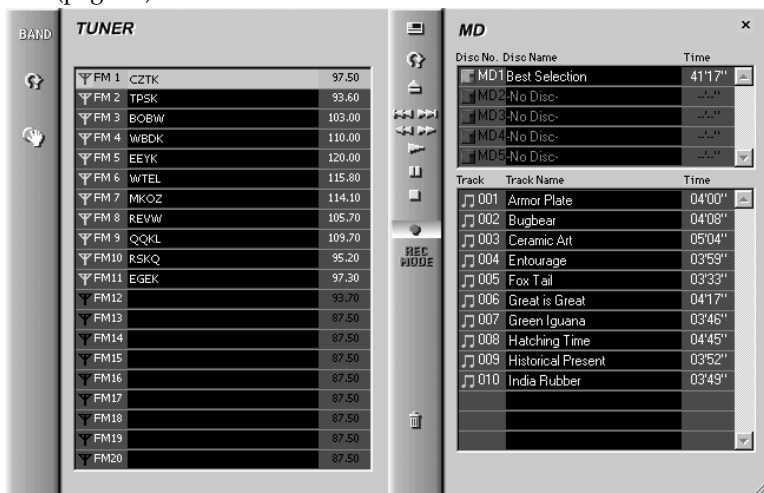 BAND
TUNER
FM 1 CZTK 97.50
FM 2 TPSK 93.60
FM 3 BOBW 103.00
FM 4 WBDK 110.00
FM 5 EEYK 120.00
FM 6 WTEL 115.80
FM 7 MKOZ 114.10
FM 8 REVW 105.70
FM 9 QQKL 109.70
FM10 RSKQ 95.20
FM11 EGEK 97.30
FM12 93.70
FM13 87.50
FM14 87.50
FM15 87.50
FM16 87.50
FM17 87.50
FM18 87.50
FM19 87.50
FM20 87.50
REC
MODE
MD
Disc No. Disc Name Time
MD1 Best Selection 41'17"
MD2 -No Disc- --'--"
MD3 -No Disc- --'--"
MD4 -No Disc- --'--"
MD5 -No Disc- --'--"
Track Track Name Time
001 Armor Plate 04'00"
002 Bugbear 04'08"
003 Ceramic Art 05'04"
004 Entourage 03'59"
005 Fox Tail 03'33"
006 Great is Great 04'17"
007 Green Iguana 03'46"
008 Hatching Time 04'45"
009 Historical Present 03'52"
010 India Rubber 03'49"